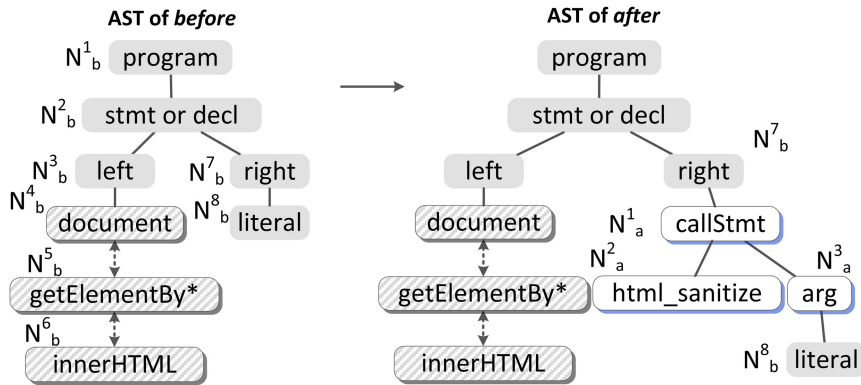 AST of before
AST of after
N¹b program
program
N²b stmt or decl
stmt or decl
N³b left
N⁷b right
left
right
N⁷b
N⁴b document
N⁸b literal
document
N¹a callStmt
N⁵b getElementBy*
getElementBy*
N²a html_sanitize
N³a arg
N⁶b innerHTML
innerHTML
N⁸b literal